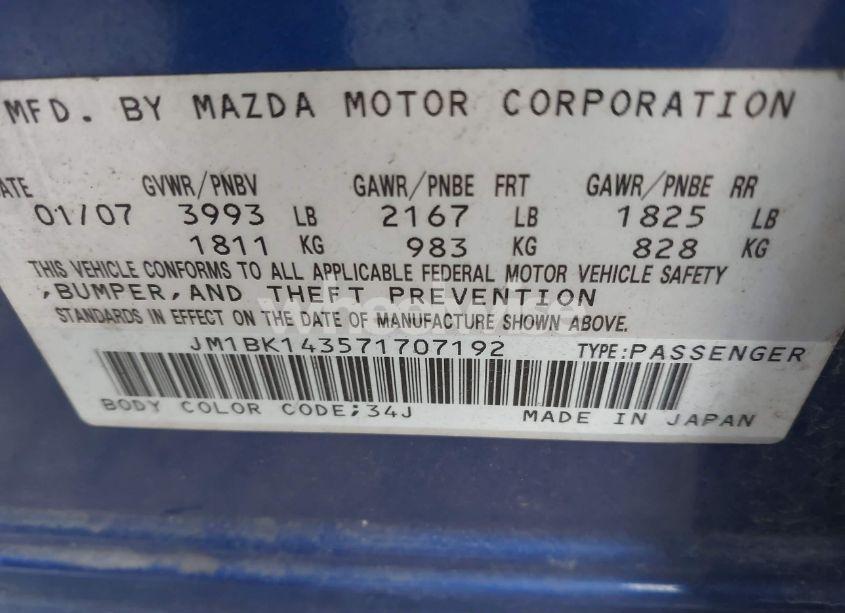 MFD. BY MAZDA MOTOR CORPORATION
ATE GVWR/PNBV GAWR/PNBE FRT GAWR/PNBE RR
01/07 3993 LB 2167 LB 1825 LB
1811 KG 983 KG 828 KG
THIS VEHICLE CONFORMS TO ALL APPLICABLE FEDERAL MOTOR VEHICLE SAFETY
,BUMPER,AND THEFT PREVENTION
STANDARDS IN EFFECT ON THE DATE OF MANUFACTURE SHOWN ABOVE.
JM1BK143571707192 TYPE:PASSENGER
BODY COLOR CODE;34J MADE IN JAPAN